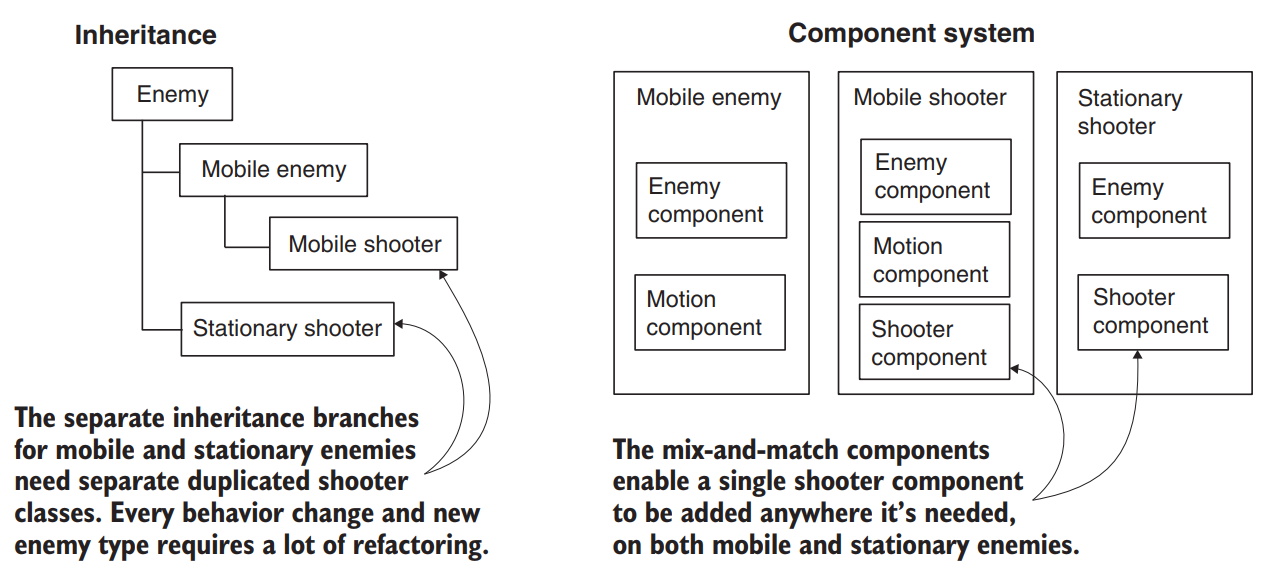 Inheritance
Enemy
Mobile enemy
Mobile shooter
Stationary shooter
The separate inheritance branches
for mobile and stationary enemies
need separate duplicated shooter
classes. Every behavior change and new
enemy type requires a lot of refactoring.
Component system
Mobile enemy
Enemy
component
Motion
component
Mobile shooter
Enemy
component
Motion
component
Shooter
component
Stationary
shooter
Enemy
component
Shooter
component
The mix-and-match components
enable a single shooter component
to be added anywhere it’s needed,
on both mobile and stationary enemies.